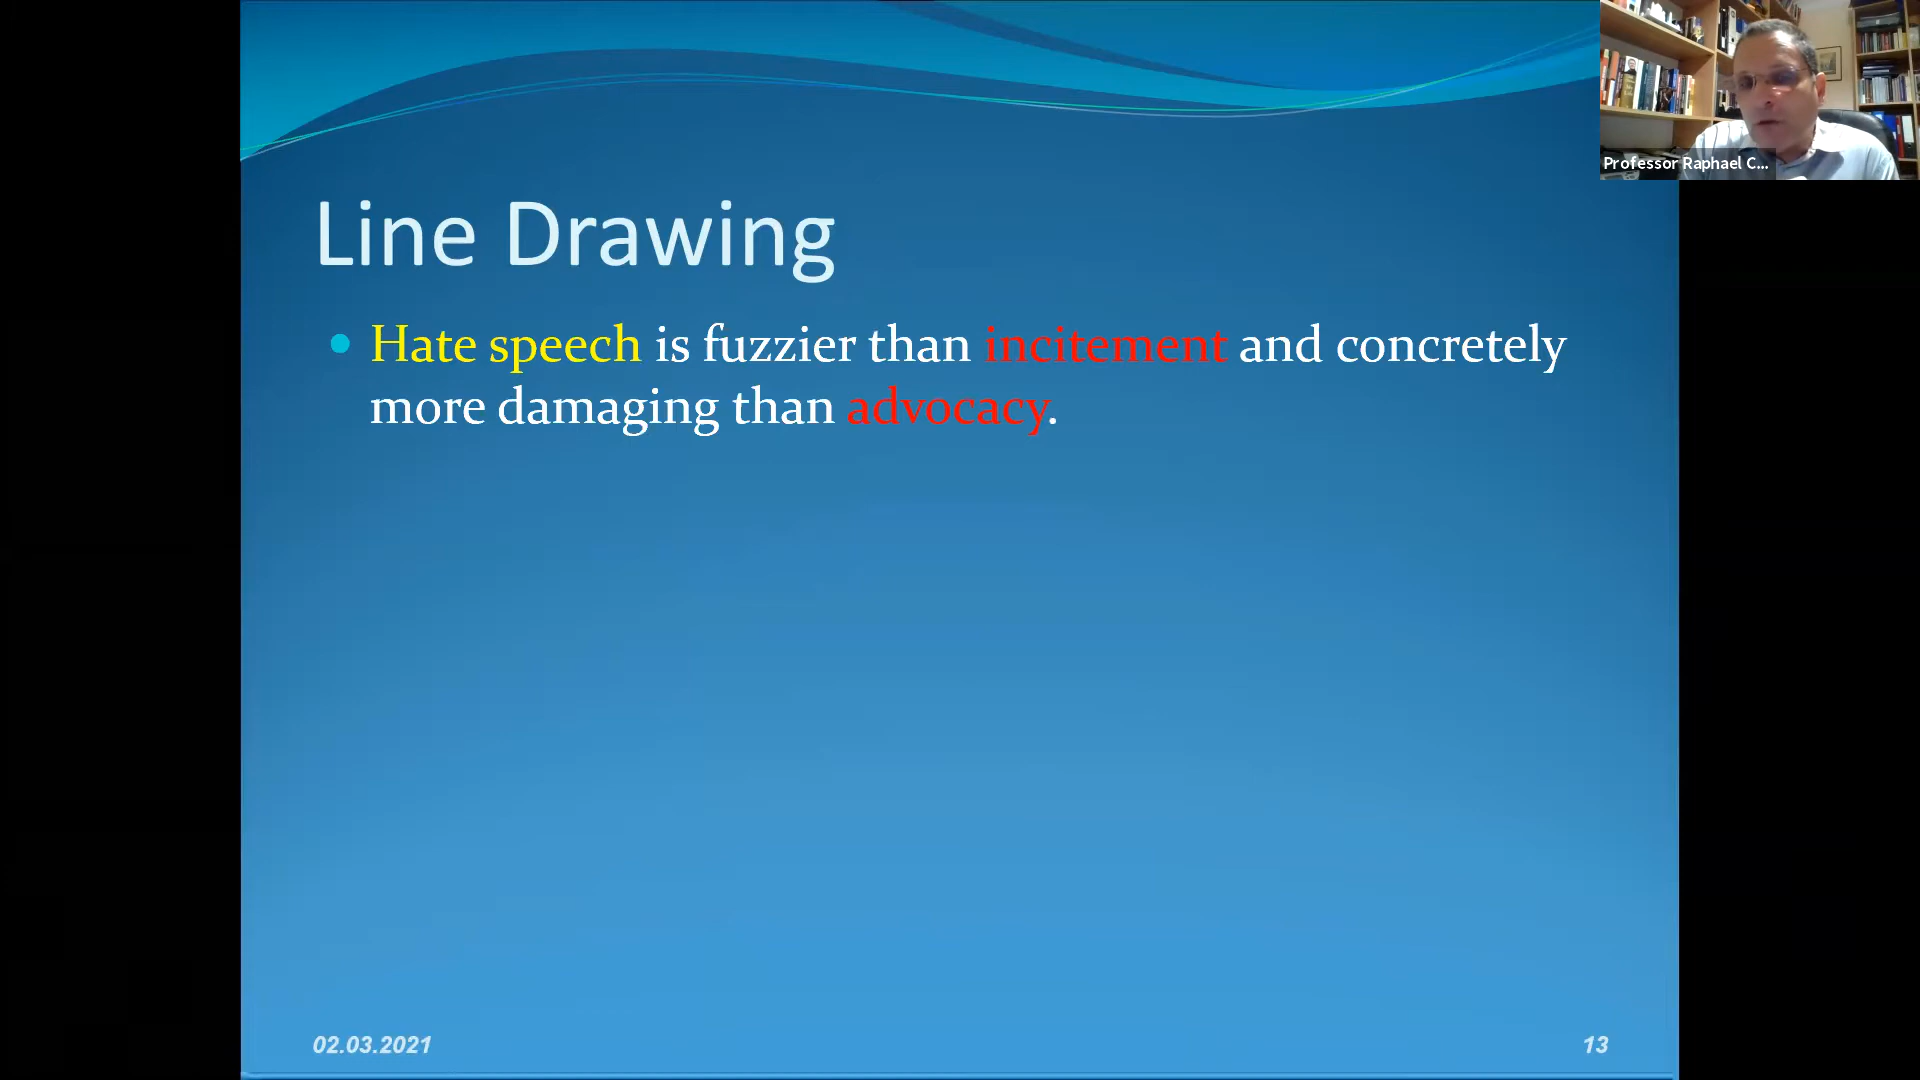 Professor Raphael C...
Line Drawing
Hate speech is fuzzier than incitement and concretely
more damaging than advocacy.
02.03.2021
13